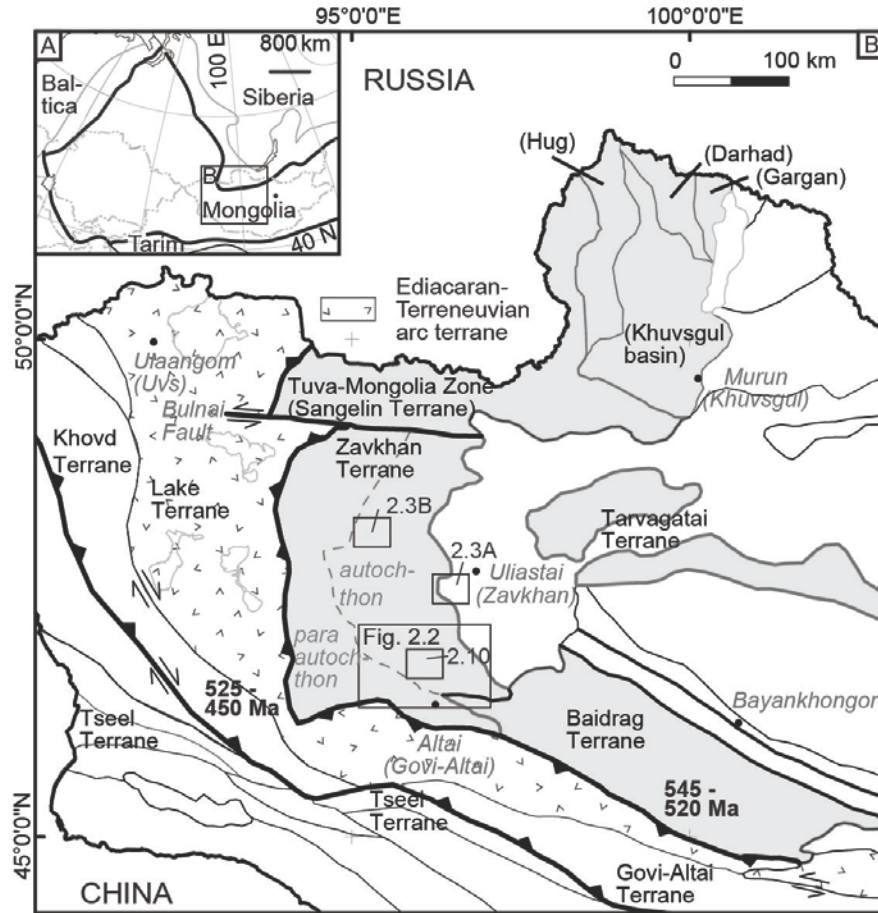 95°0'0"E
100°0'0"E
A
B
800 km
100 E
Bal-
tica
Siberia
B
Mongolia
Tarim
40 N
RUSSIA
0
100 km
(Hug)
(Darhad)
(Gargan)
Ediacaran-
Terreneuvian
arc terrane
50°0'0"N
(Khuvsgul
basin)
Ulaangom
(Uvs)
Tuva-Mongolia Zone
(Sangelin Terrane)
Murun
(Khuvsgul)
Bulnai
Fault
Khovd
Terrane
Zavkhan
Terrane
Lake
Terrane
2.3B
Tarvagatai
Terrane
2.3A
autoch-
thon
Uliastai
(Zavkhan)
Fig. 2.2
2.10
para
autoch-
thon
525 -
450 Ma
Baidrag
Terrane
Bayankhongor
Tseel
Terrane
Altai
(Govi-Altai)
545 -
520 Ma
Tseel
Terrane
45°0'0"N
Govi-Altai
Terrane
CHINA